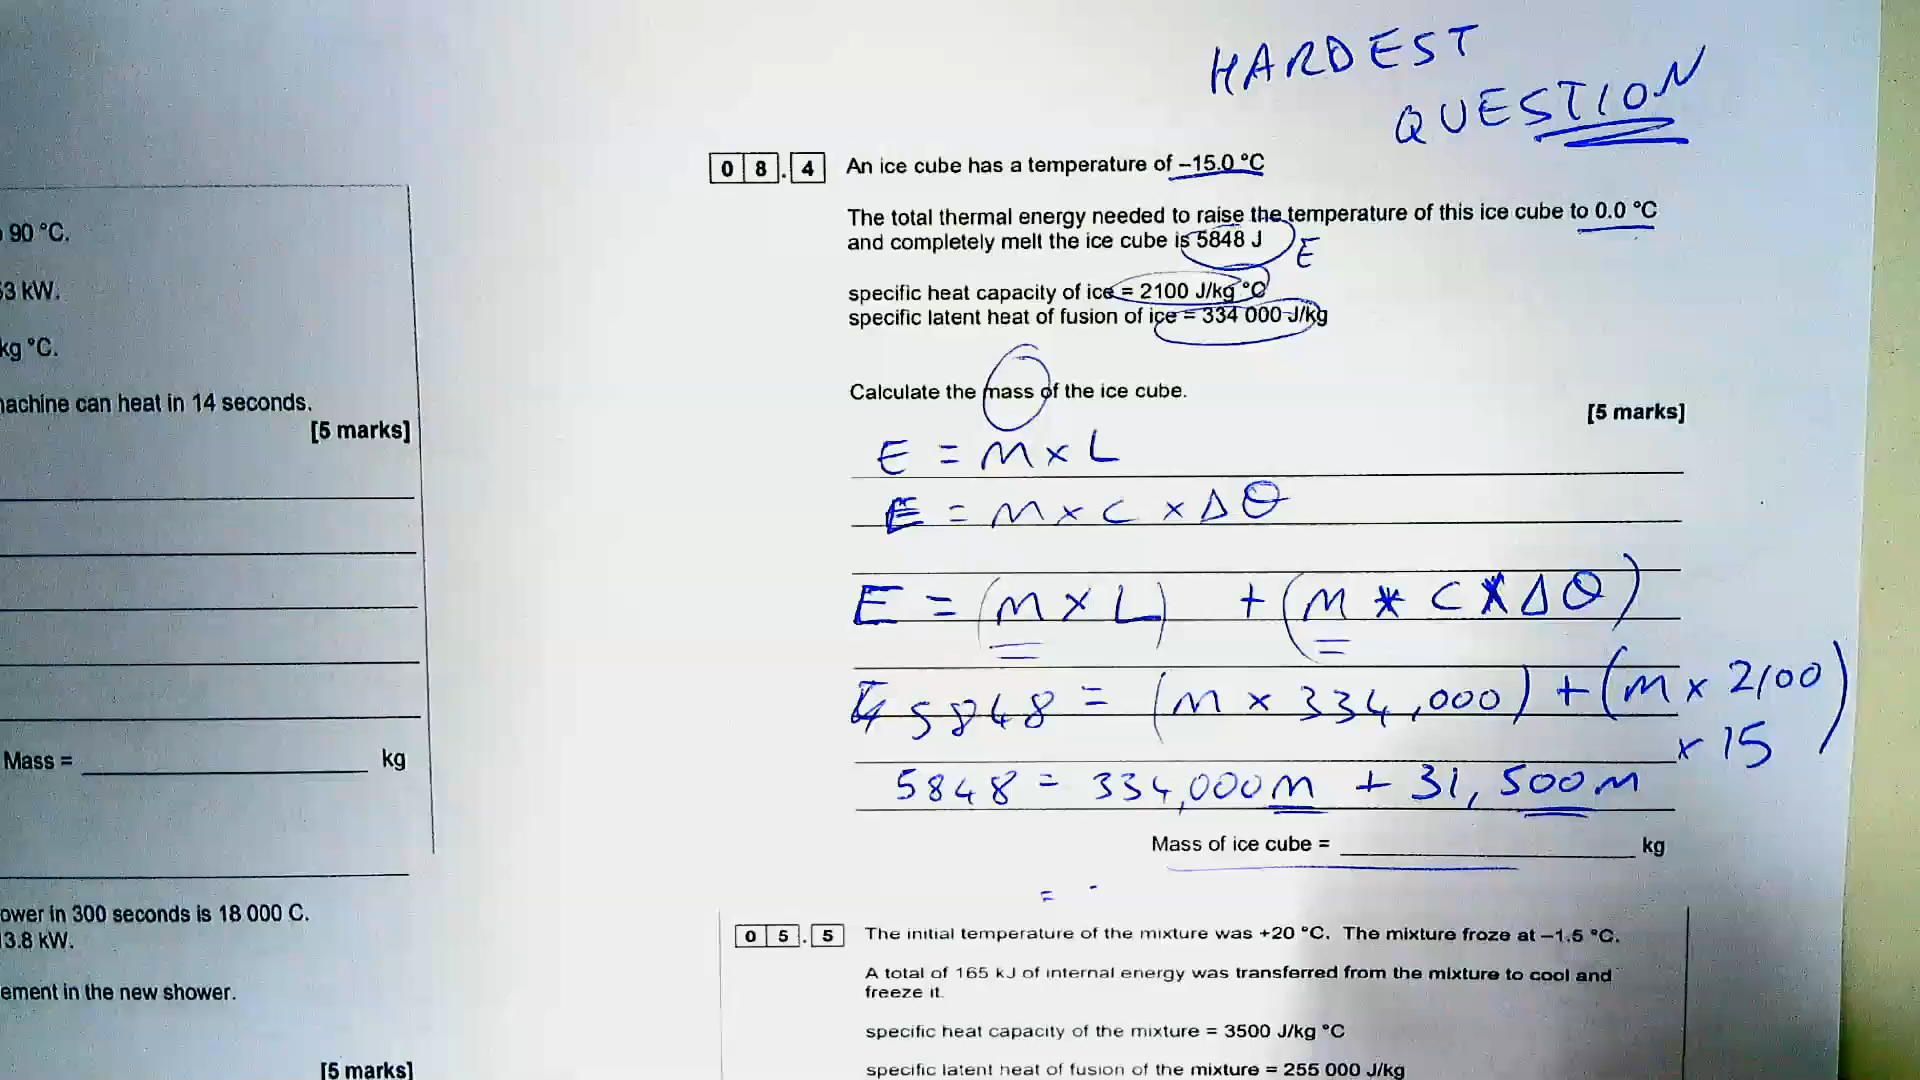 HARDEST
QUESTION
90 °C.
3 kW.
kg °C.
machine can heat in 14 seconds.
[5 marks]
Mass = kg
ower in 300 seconds is 18 000 C.
3.8 kW.
ement in the new shower.
[5 marks]
08.4 An ice cube has a temperature of –15.0 °C
The total thermal energy needed to raise the temperature of this ice cube to 0.0 °C
and completely melt the ice cube is 5848 J E
specific heat capacity of ice = 2100 J/kg °C
specific latent heat of fusion of ice = 334 000 J/kg
Calculate the mass of the ice cube.
[5 marks]
E = M × L
E = M × C × Δθ
E = (M × L) + (M × C × Δθ)
5848 = (M × 334,000) + (M × 2100
× 15)
5848 = 334,000M + 31,500M
Mass of ice cube = kg
=
05.5 The initial temperature of the mixture was +20 °C. The mixture froze at –1.5 °C.
A total of 165 kJ of internal energy was transferred from the mixture to cool and
freeze it.
specific heat capacity of the mixture = 3500 J/kg °C
specific latent heat of fusion of the mixture = 255 000 J/kg